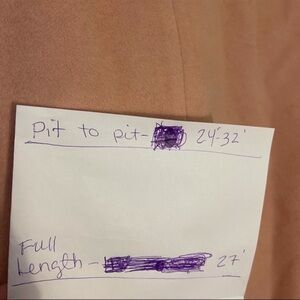 Pit to pit- 24'-32'
Full
Length - 27'